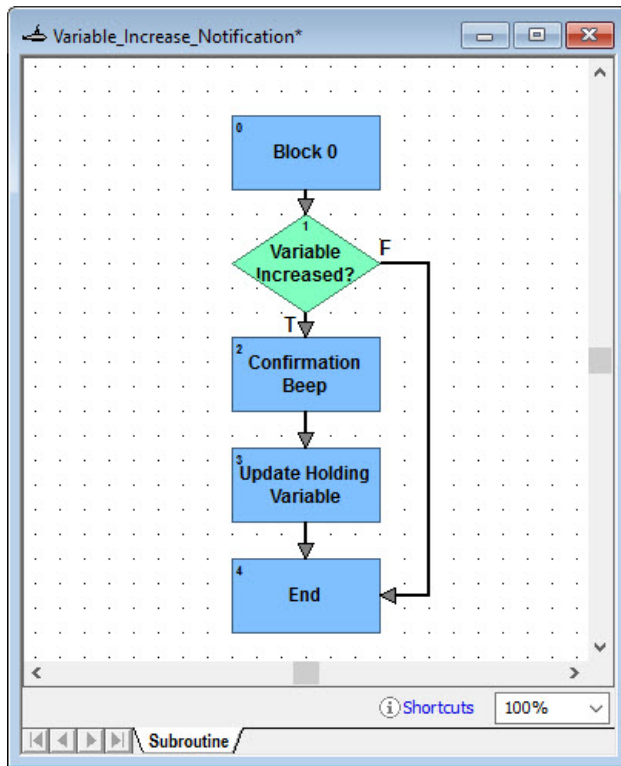 Variable_Increase_Notification*
0
Block 0
1
Variable
Increased?
F
T
2
Confirmation
Beep
3
Update Holding
Variable
4
End
Shortcuts
100%
Subroutine